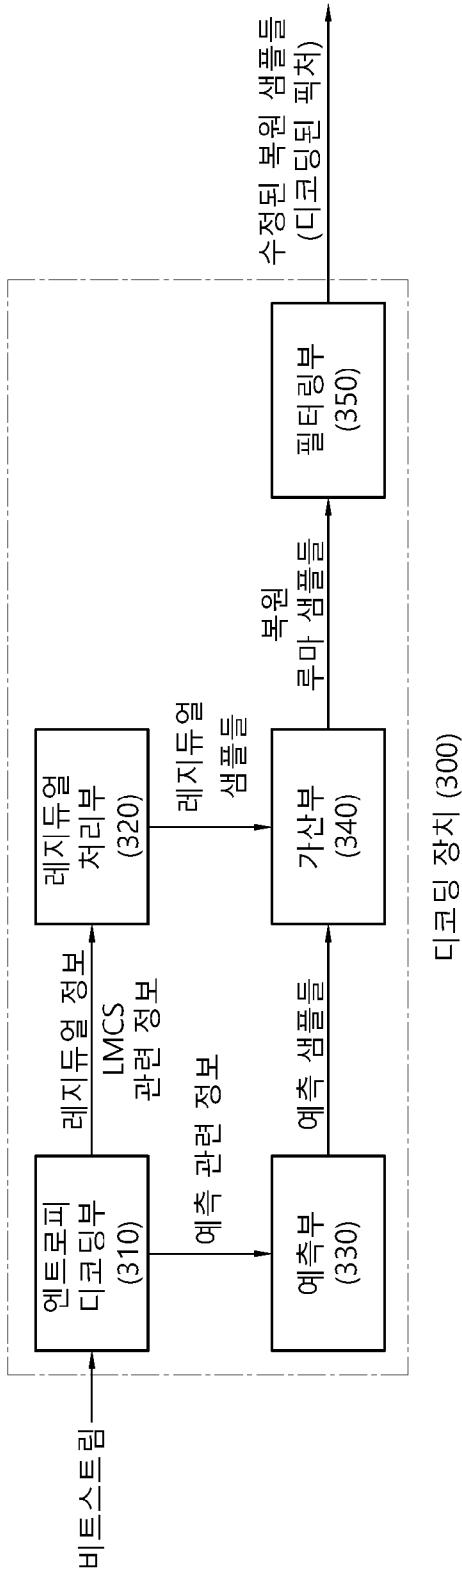 비트스트림
엔트로피
디코딩부
(310)
레지듀얼 정보
LMCS
관련 정보
레지듀얼
처리부
(320)
예측 관련 정보
레지듀얼
샘플들
예측부
(330)
예측 샘플들
가산부
(340)
복원
루마 샘플들
필터링부
(350)
수정된 복원 샘플들
(디코딩된 픽처)
디코딩 장치 (300)